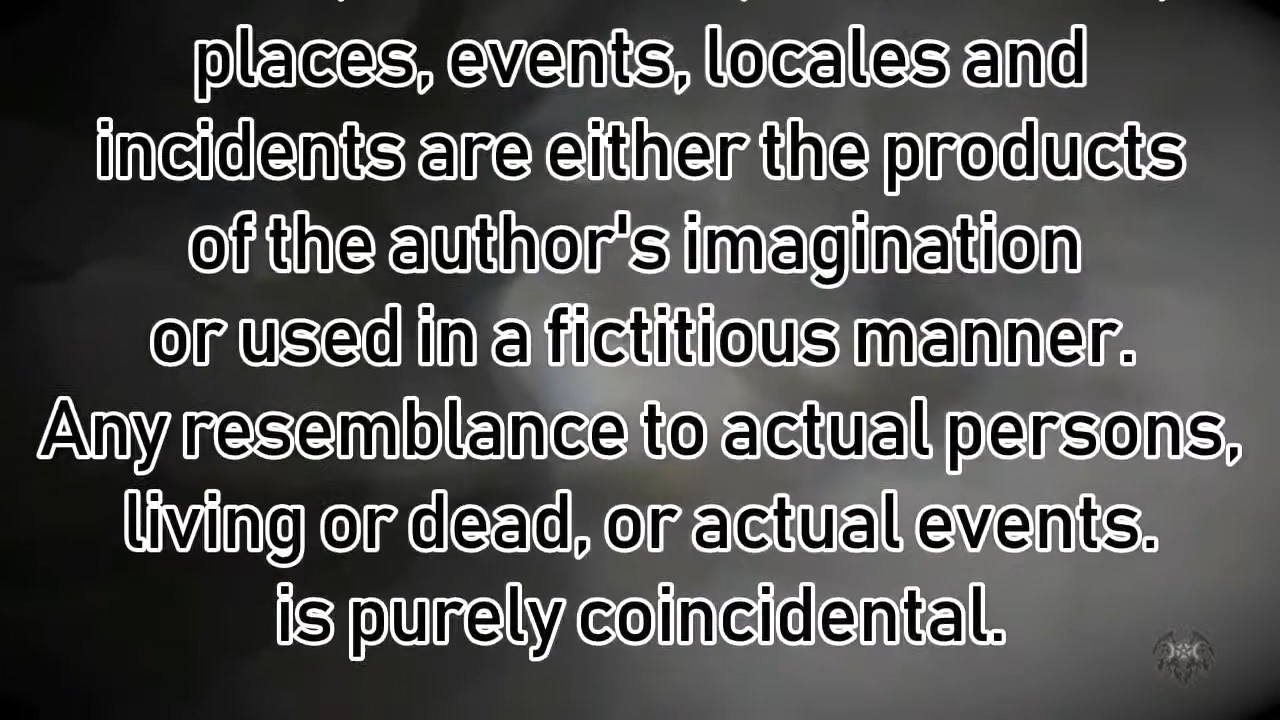 places, events, locales and
incidents are either the products
of the author's imagination
or used in a fictitious manner.
Any resemblance to actual persons,
living or dead, or actual events.
is purely coincidental.